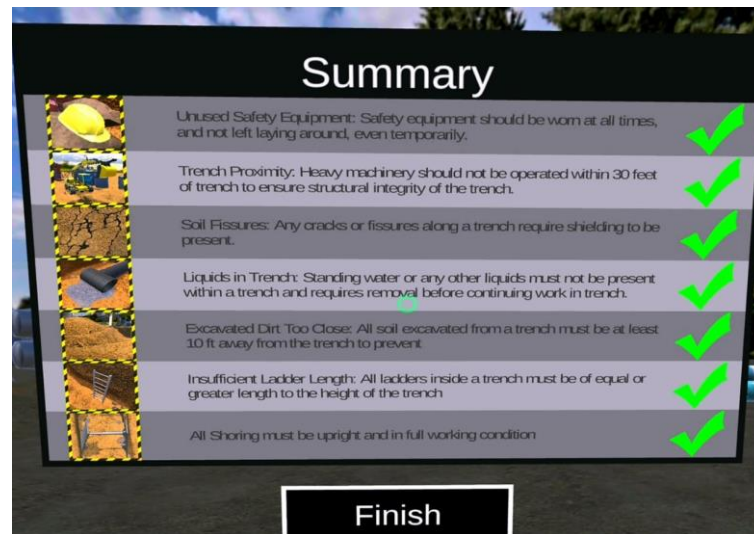 Summary
Unused Safety Equipment: Safety equipment should be worn at all times,
and not left laying around, even temporarily.
Trench Proximity: Heavy machinery should not be operated within 30 feet
of trench to ensure structural integrity of the trench.
Soil Fissures: Any cracks or fissures along a trench require shielding to be
present.
Liquids in Trench: Standing water or any other liquids must not be present
within a trench and requires removal before continuing work in trench.
Excavated Dirt Too Close: All soil excavated from a trench must be at least
10 ft away from the trench to prevent
Insufficient Ladder Length: All ladders inside a trench must be of equal or
greater length to the height of the trench
All Shoring must be upright and in full working condition
Finish